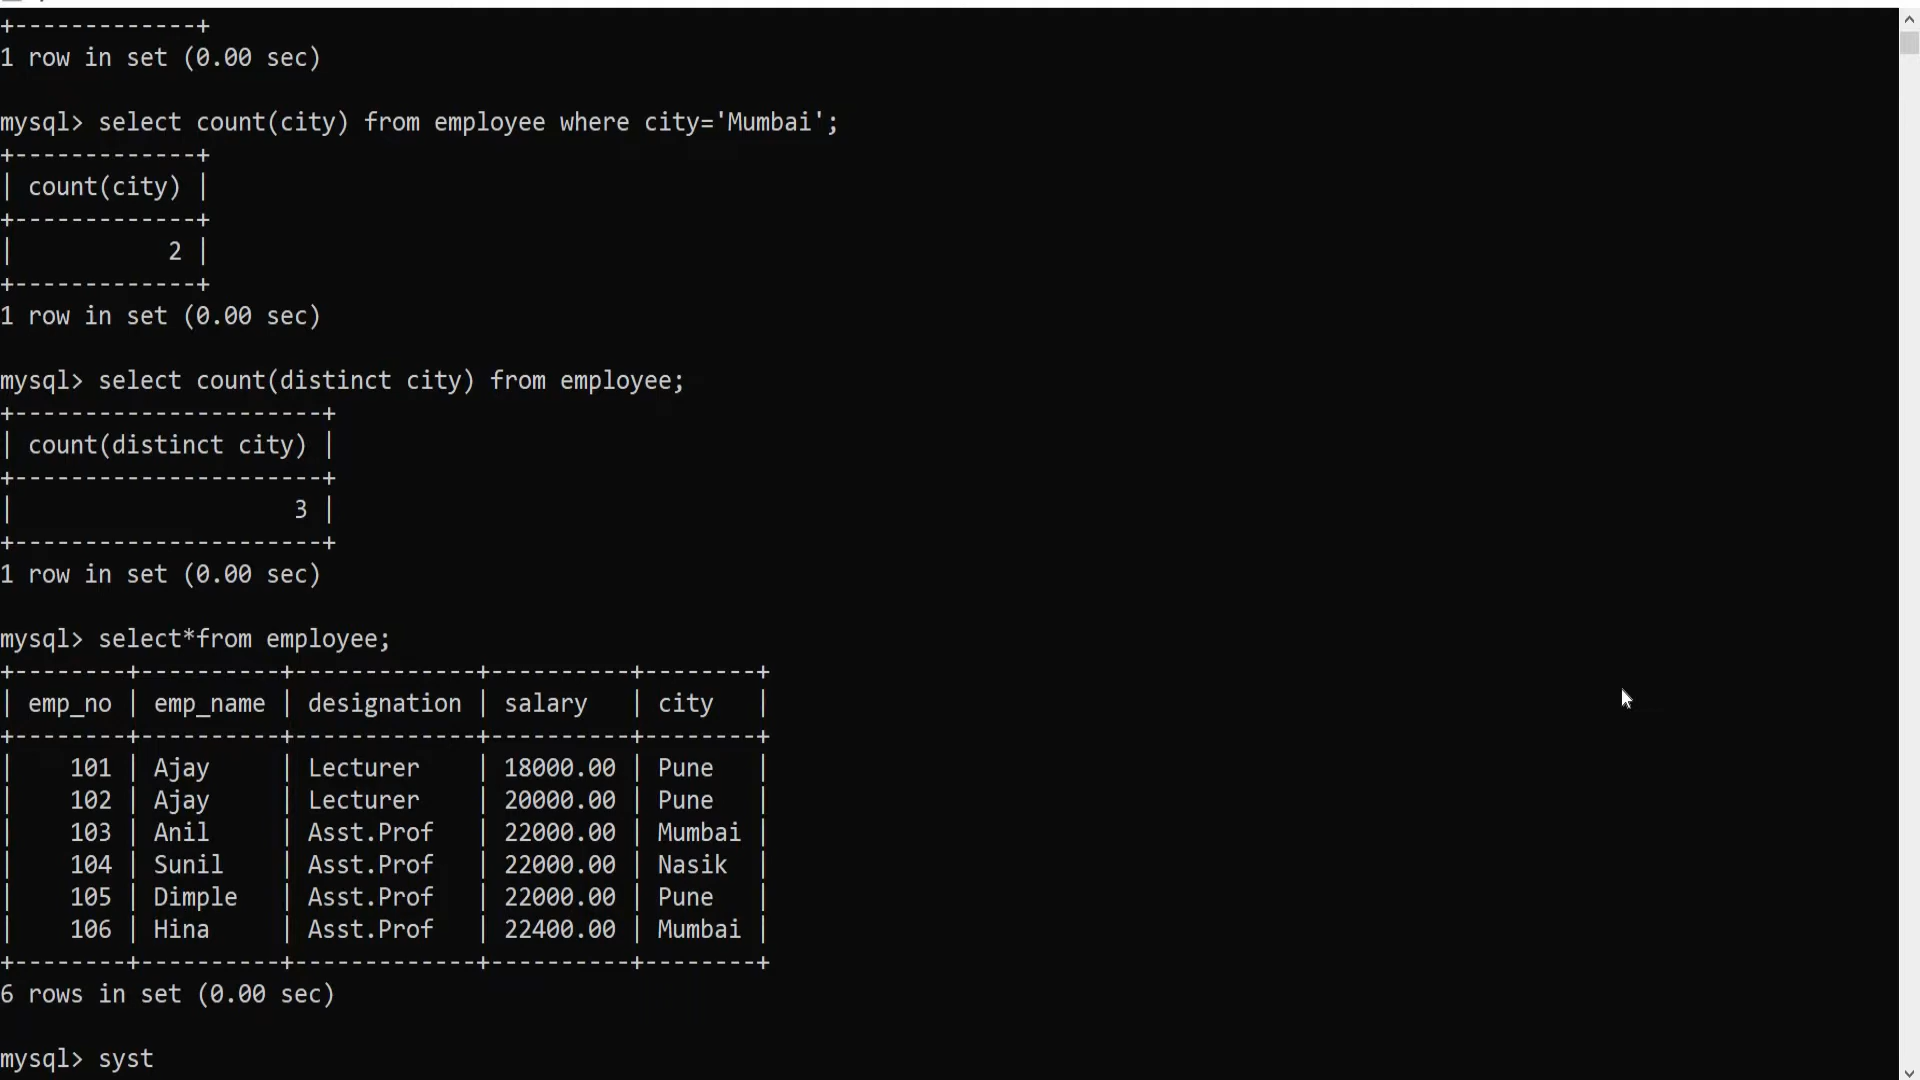 +-------------+
1 row in set (0.00 sec)

mysql> select count(city) from employee where city='Mumbai';
+-------------+
| count(city) |
+-------------+
|           2 |
+-------------+
1 row in set (0.00 sec)

mysql> select count(distinct city) from employee;
+----------------------+
| count(distinct city) |
+----------------------+
|                    3 |
+----------------------+
1 row in set (0.00 sec)

mysql> select*from employee;
+--------+----------+-------------+----------+--------+
| emp_no | emp_name | designation | salary   | city   |
+--------+----------+-------------+----------+--------+
|    101 | Ajay     | Lecturer    | 18000.00 | Pune   |
|    102 | Ajay     | Lecturer    | 20000.00 | Pune   |
|    103 | Anil     | Asst.Prof   | 22000.00 | Mumbai |
|    104 | Sunil    | Asst.Prof   | 22000.00 | Nasik  |
|    105 | Dimple   | Asst.Prof   | 22000.00 | Pune   |
|    106 | Hina     | Asst.Prof   | 22400.00 | Mumbai |
+--------+----------+-------------+----------+--------+
6 rows in set (0.00 sec)

mysql> syst